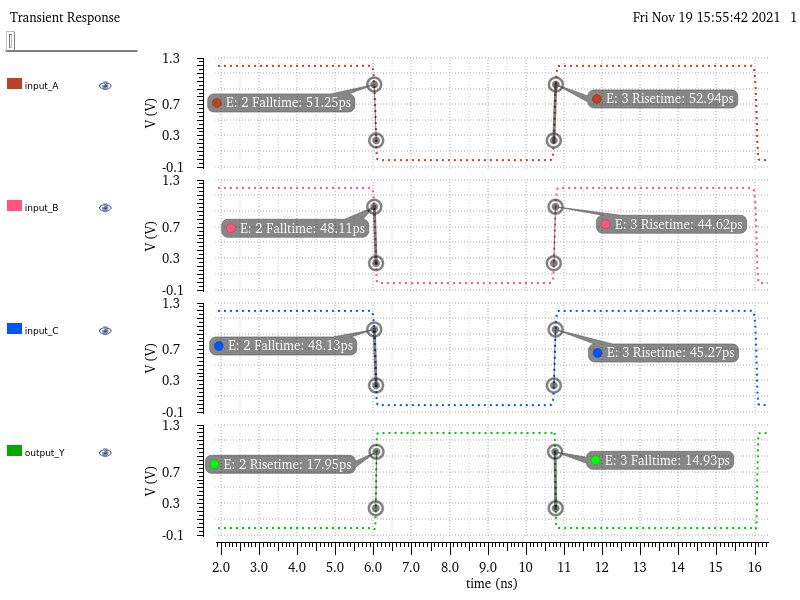 Transient Response
Fri Nov 19 15:55:42 2021 1
input_A
V (V)
1.3
0.7
0.3
-0.1
E: 2 Falltime: 51.25ps
E: 3 Risetime: 52.94ps
input_B
V (V)
1.3
0.7
0.3
-0.1
E: 2 Falltime: 48.11ps
E: 3 Risetime: 44.62ps
input_C
V (V)
1.3
0.7
0.3
-0.1
E: 2 Falltime: 48.13ps
E: 3 Risetime: 45.27ps
output_Y
V (V)
1.3
0.7
0.3
-0.1
E: 2 Risetime: 17.95ps
E: 3 Falltime: 14.93ps
2.0 3.0 4.0 5.0 6.0 7.0 8.0 9.0 10 11 12 13 14 15 16
time (ns)